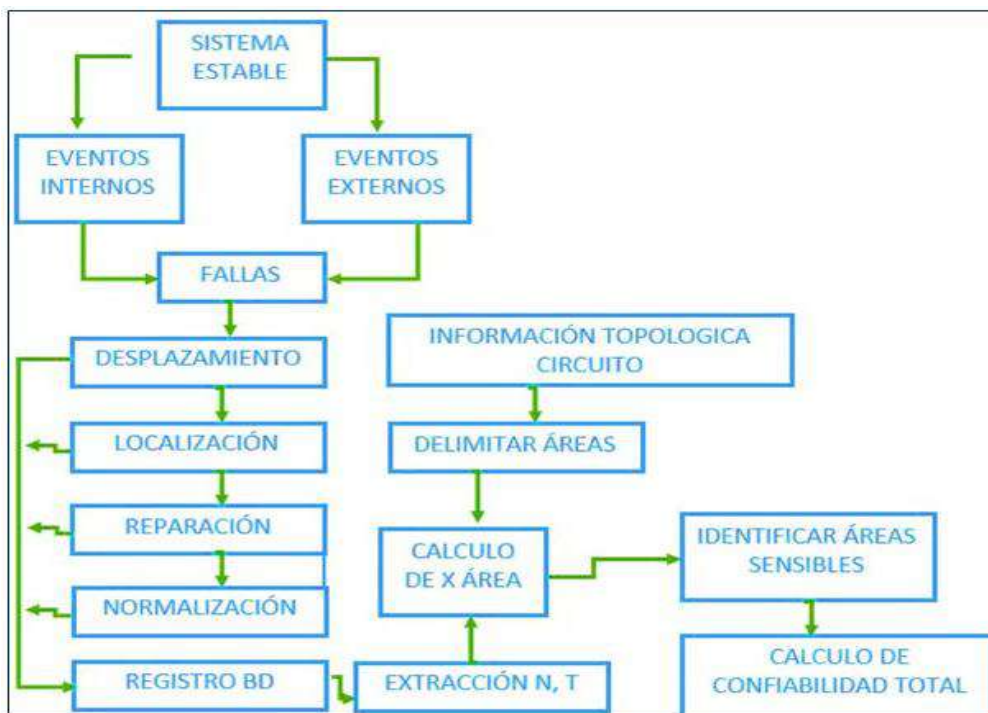 SISTEMA
ESTABLE
EVENTOS
INTERNOS
EVENTOS
EXTERNOS
FALLAS
DESPLAZAMIENTO
LOCALIZACIÓN
REPARACIÓN
NORMALIZACIÓN
REGISTRO BD
INFORMACIÓN TOPOLOGICA
CIRCUITO
DELIMITAR ÁREAS
CALCULO
DE X ÁREA
EXTRACCIÓN N, T
IDENTIFICAR ÁREAS
SENSIBLES
CALCULO DE
CONFIABILIDAD TOTAL